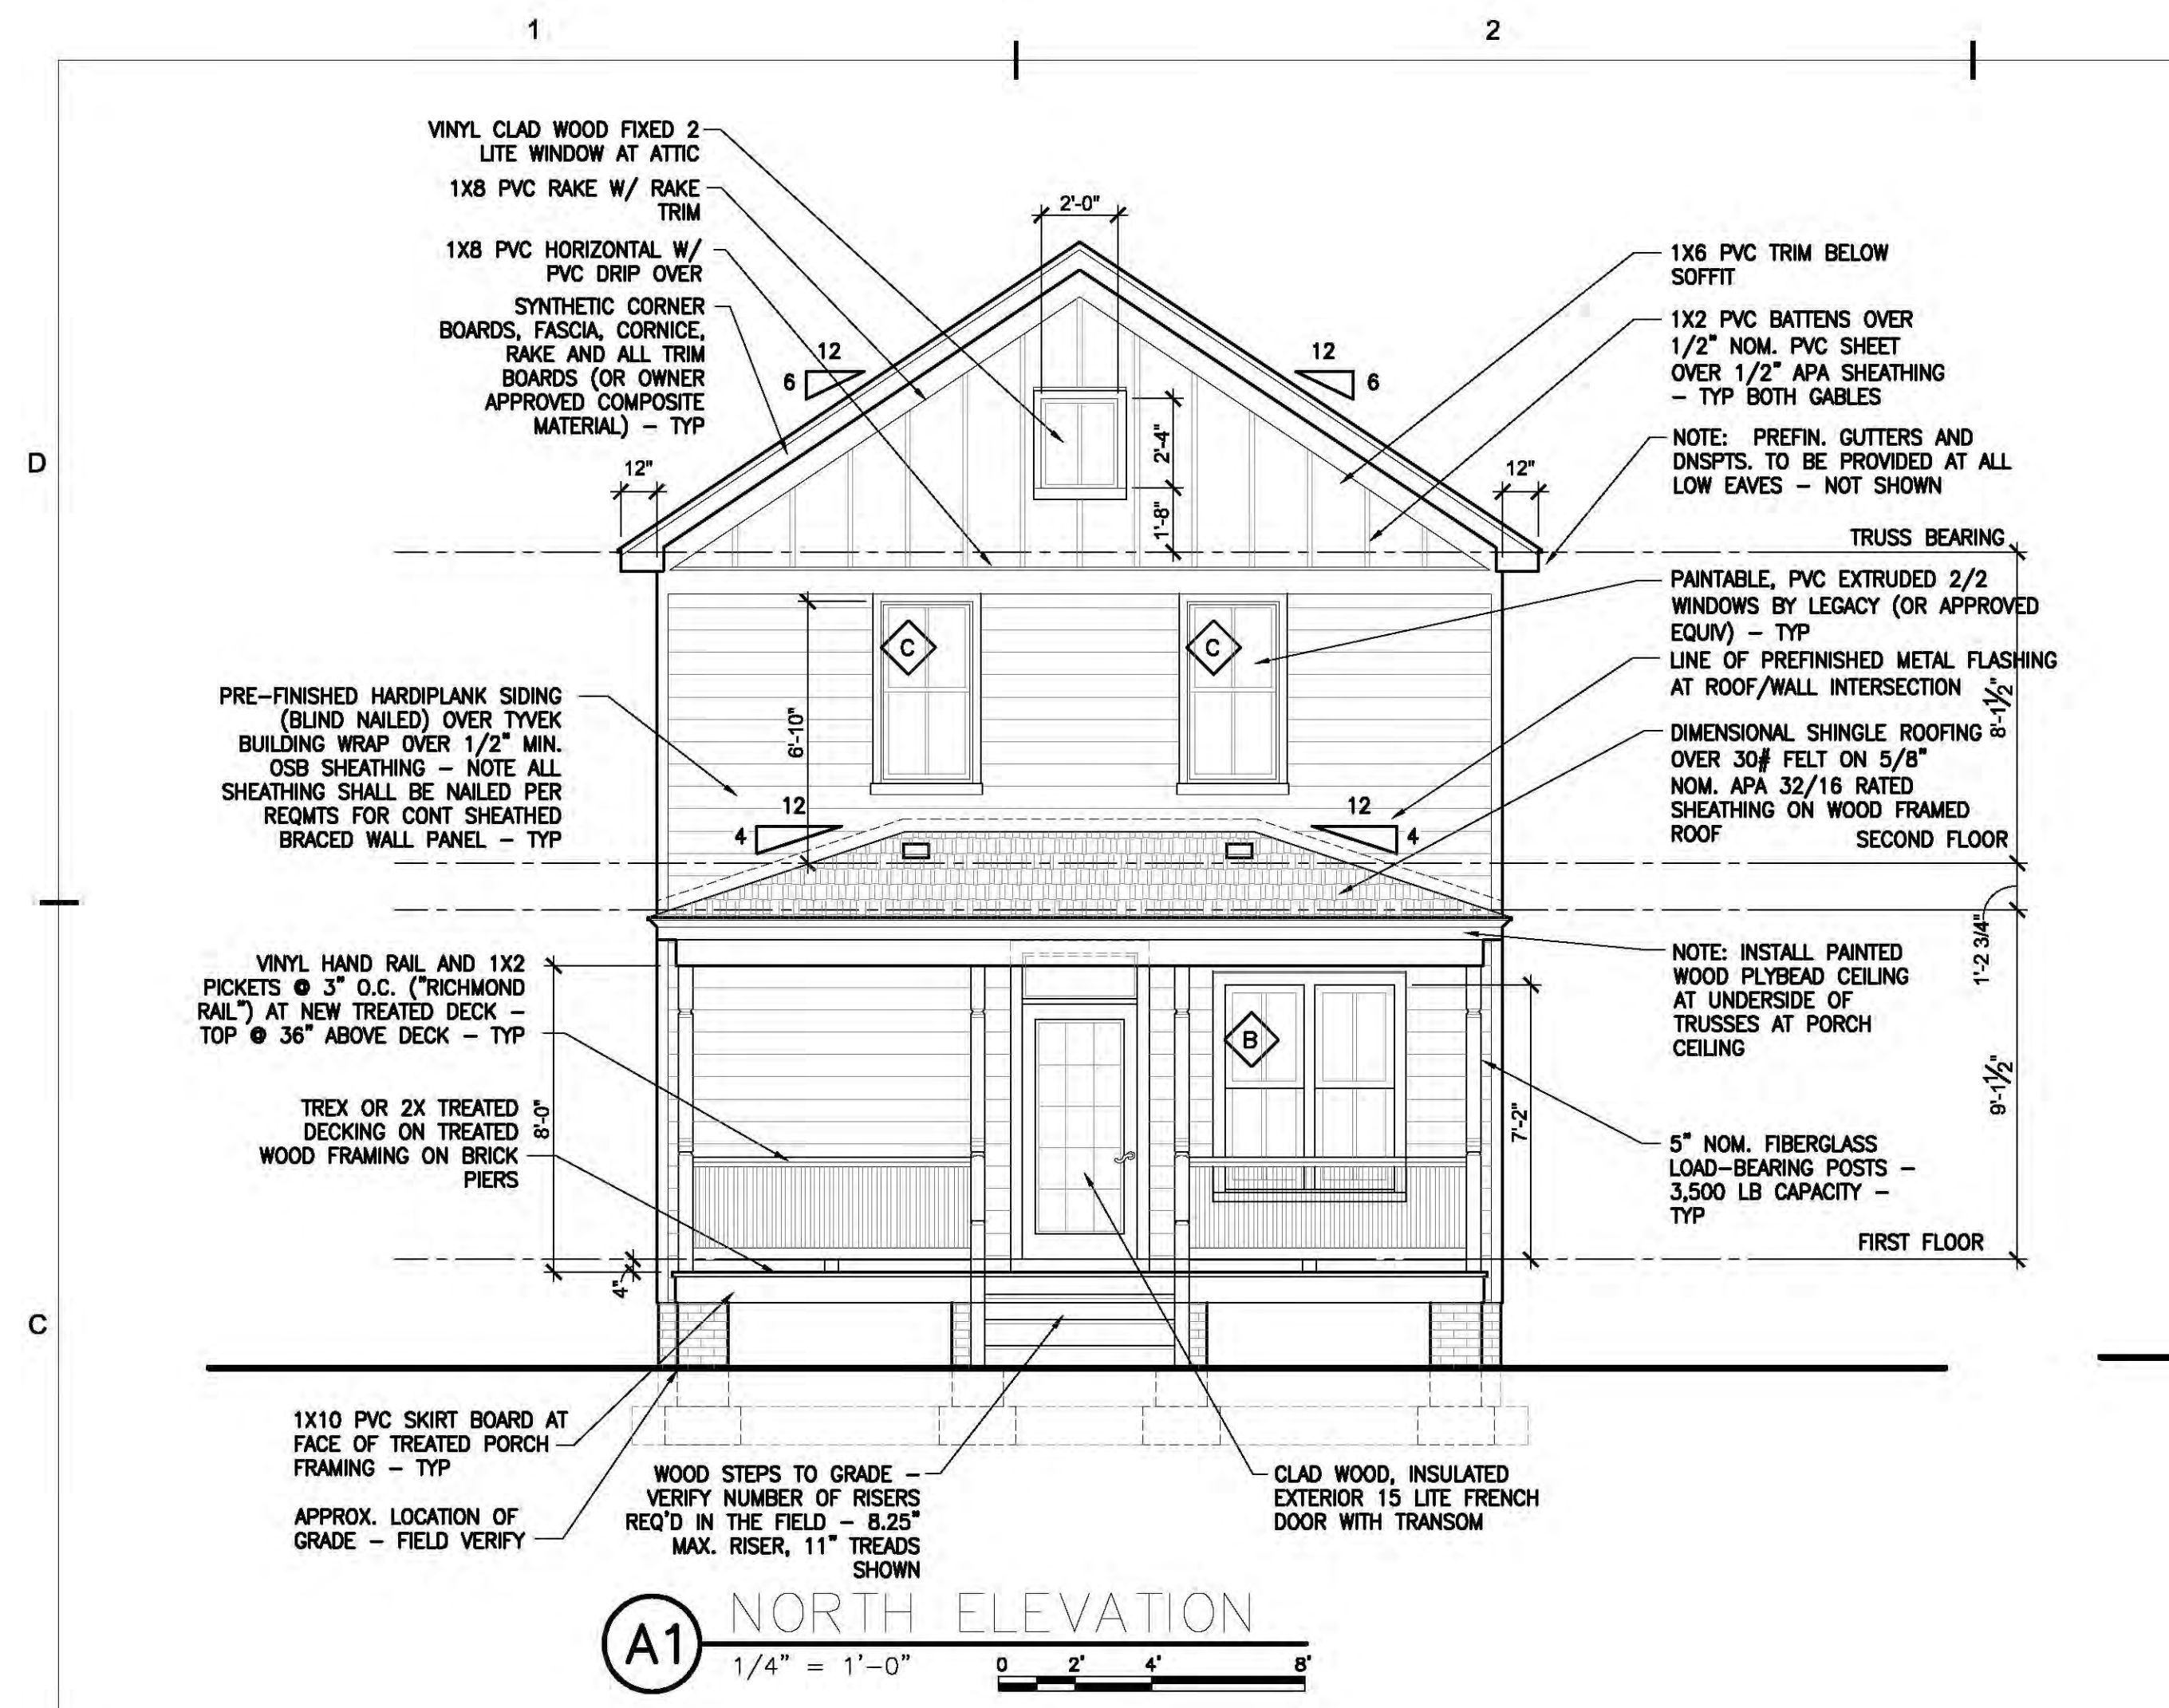 1
2
D
C
VINYL CLAD WOOD FIXED 2
LITE WINDOW AT ATTIC
1X8 PVC RAKE W/ RAKE
TRIM
1X8 PVC HORIZONTAL W/
PVC DRIP OVER
SYNTHETIC CORNER
BOARDS, FASCIA, CORNICE,
RAKE AND ALL TRIM
BOARDS (OR OWNER
APPROVED COMPOSITE
MATERIAL) – TYP
2'-0"
12
6
12
6
12"
12"
2'-4"
1'-8"
1X6 PVC TRIM BELOW
SOFFIT
1X2 PVC BATTENS OVER
1/2" NOM. PVC SHEET
OVER 1/2" APA SHEATHING
– TYP BOTH GABLES
NOTE: PREFIN. GUTTERS AND
DNSPTS. TO BE PROVIDED AT ALL
LOW EAVES – NOT SHOWN
TRUSS BEARING
PAINTABLE, PVC EXTRUDED 2/2
WINDOWS BY LEGACY (OR APPROVED
EQUIV) – TYP
LINE OF PREFINISHED METAL FLASHING
AT ROOF/WALL INTERSECTION
8'-1½"
DIMENSIONAL SHINGLE ROOFING
OVER 30# FELT ON 5/8"
NOM. APA 32/16 RATED
SHEATHING ON WOOD FRAMED
ROOF
SECOND FLOOR
C
C
6'-10"
PRE-FINISHED HARDIPLANK SIDING
(BLIND NAILED) OVER TYVEK
BUILDING WRAP OVER 1/2" MIN.
OSB SHEATHING – NOTE ALL
SHEATHING SHALL BE NAILED PER
REQMTS FOR CONT SHEATHED
BRACED WALL PANEL – TYP
12
4
12
4
1'-2 3/4"
VINYL HAND RAIL AND 1X2
PICKETS @ 3" O.C. ("RICHMOND
RAIL") AT NEW TREATED DECK –
TOP @ 36" ABOVE DECK – TYP
NOTE: INSTALL PAINTED
WOOD PLYBEAD CEILING
AT UNDERSIDE OF
TRUSSES AT PORCH
CEILING
B
TREX OR 2X TREATED
DECKING ON TREATED
WOOD FRAMING ON BRICK
PIERS
8'-0"
7'-2"
9'-1½"
5" NOM. FIBERGLASS
LOAD-BEARING POSTS –
3,500 LB CAPACITY –
TYP
FIRST FLOOR
4"
1X10 PVC SKIRT BOARD AT
FACE OF TREATED PORCH
FRAMING – TYP
APPROX. LOCATION OF
GRADE – FIELD VERIFY
WOOD STEPS TO GRADE –
VERIFY NUMBER OF RISERS
REQ'D IN THE FIELD – 8.25"
MAX. RISER, 11" TREADS
SHOWN
CLAD WOOD, INSULATED
EXTERIOR 15 LITE FRENCH
DOOR WITH TRANSOM
A1
NORTH ELEVATION
1/4" = 1'-0"
0 2' 4' 8'